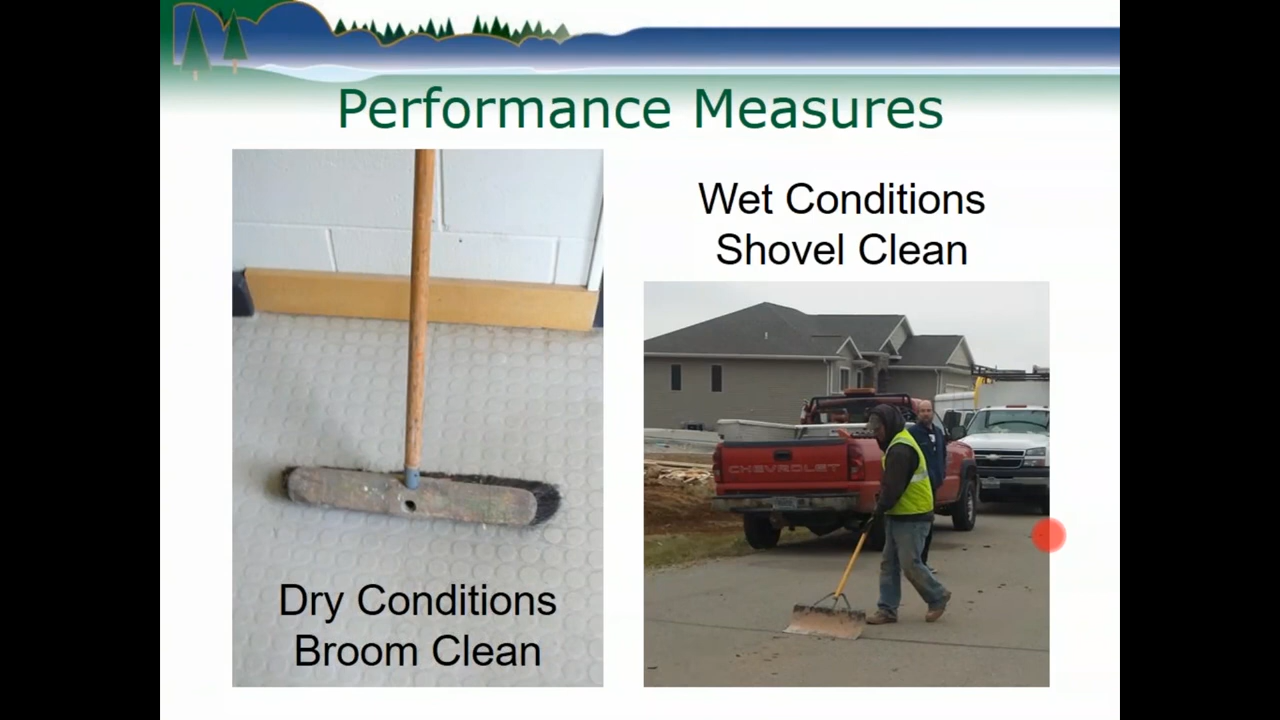 Performance Measures
Dry Conditions
Broom Clean
Wet Conditions
Shovel Clean
CHEVROLET